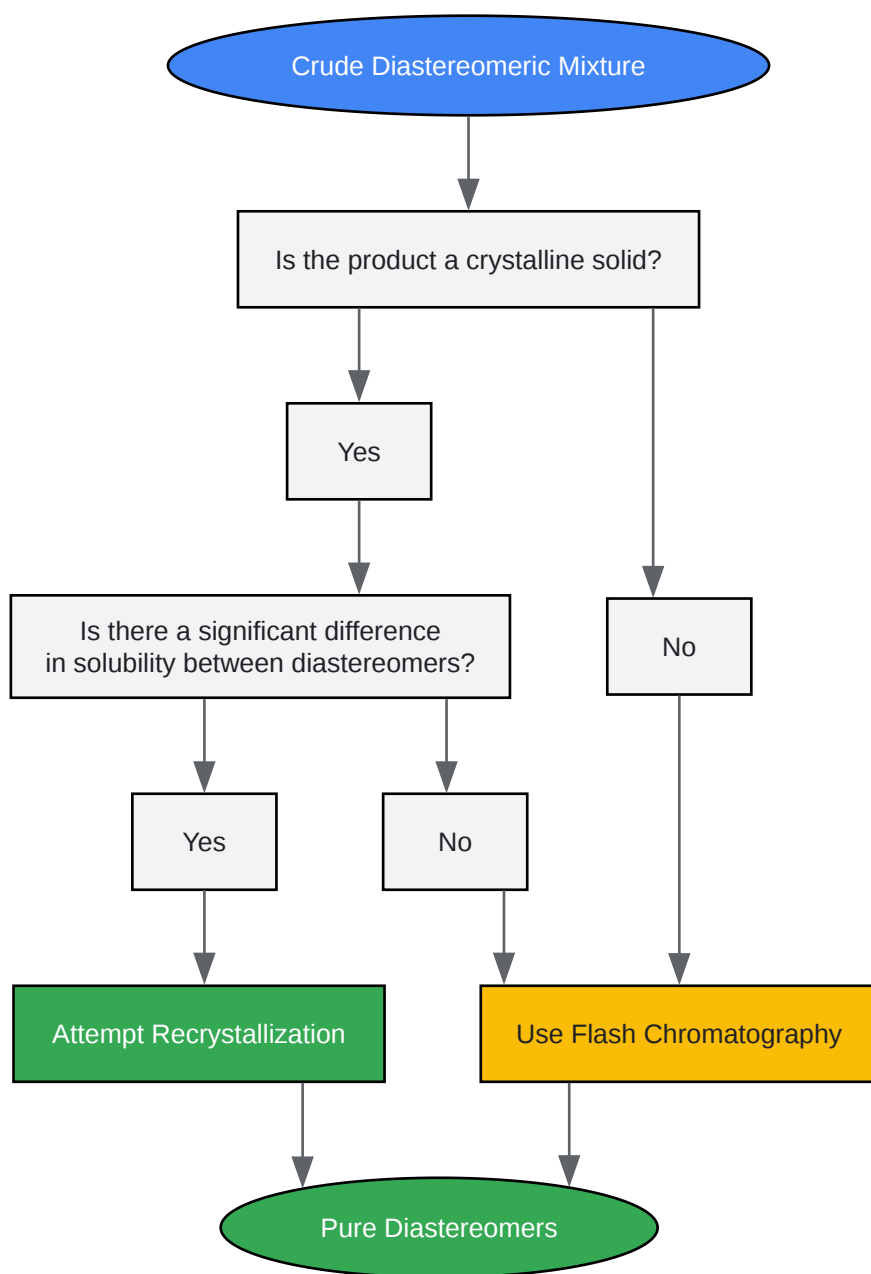 Crude Diastereomeric Mixture
Is the product a crystalline solid?
Yes
Is there a significant difference
in solubility between diastereomers?
No
Yes
No
Attempt Recrystallization
Use Flash Chromatography
Pure Diastereomers